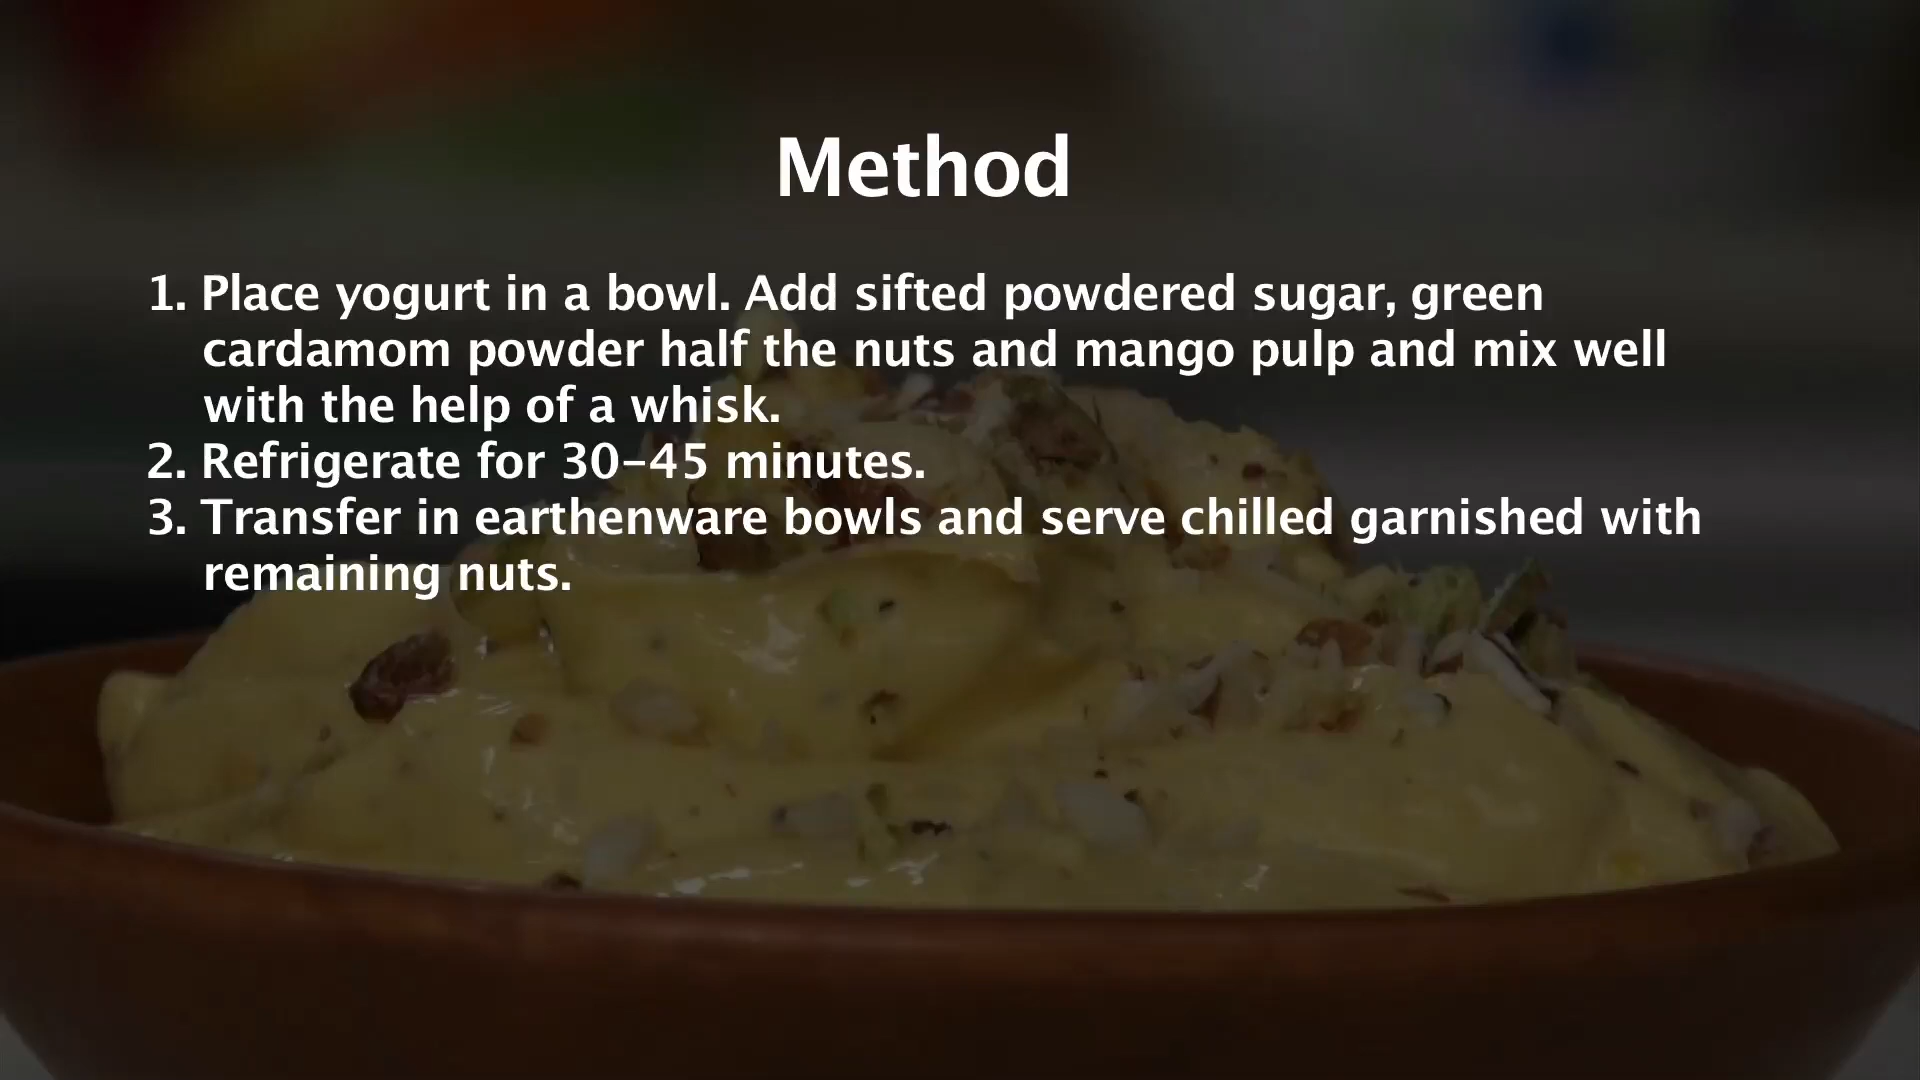 Method
1. Place yogurt in a bowl. Add sifted powdered sugar, green
cardamom powder half the nuts and mango pulp and mix well
with the help of a whisk.
2. Refrigerate for 30-45 minutes.
3. Transfer in earthenware bowls and serve chilled garnished with
remaining nuts.